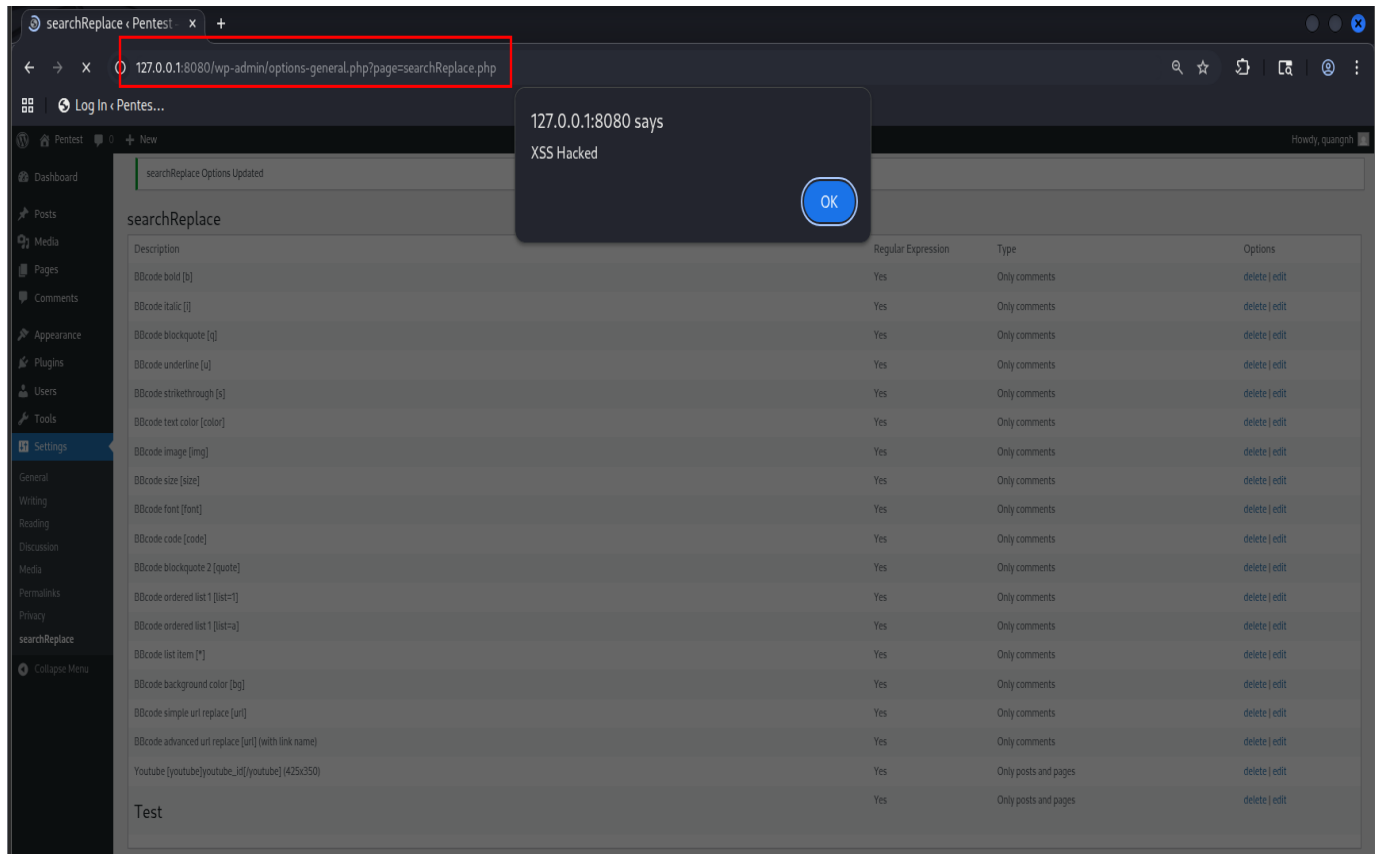 searchReplace ‹ Pentest -
127.0.0.1:8080/wp-admin/options-general.php?page=searchReplace.php
Log In ‹ Pentes...
127.0.0.1:8080 says
XSS Hacked
OK
Pentest 0 + New Howdy, quangnh
Dashboard
Posts
Media
Pages
Comments
Appearance
Plugins
Users
Tools
Settings
General
Writing
Reading
Discussion
Media
Permalinks
Privacy
searchReplace
Collapse Menu
searchReplace Options Updated
searchReplace
Description Regular Expression Type Options
BBcode bold [b] Yes Only comments delete | edit
BBcode italic [i] Yes Only comments delete | edit
BBcode blockquote [q] Yes Only comments delete | edit
BBcode underline [u] Yes Only comments delete | edit
BBcode strikethrough [s] Yes Only comments delete | edit
BBcode text color [color] Yes Only comments delete | edit
BBcode image [img] Yes Only comments delete | edit
BBcode size [size] Yes Only comments delete | edit
BBcode font [font] Yes Only comments delete | edit
BBcode code [code] Yes Only comments delete | edit
BBcode blockquote 2 [quote] Yes Only comments delete | edit
BBcode ordered list 1 [list=1] Yes Only comments delete | edit
BBcode ordered list 1 [list=a] Yes Only comments delete | edit
BBcode list item [*] Yes Only comments delete | edit
BBcode background color [bg] Yes Only comments delete | edit
BBcode simple url replace [url] Yes Only comments delete | edit
BBcode advanced url replace [url] (with link name) Yes Only comments delete | edit
Youtube [youtube]youtube_id[/youtube] (425x350) Yes Only posts and pages delete | edit
Test Yes Only posts and pages delete | edit